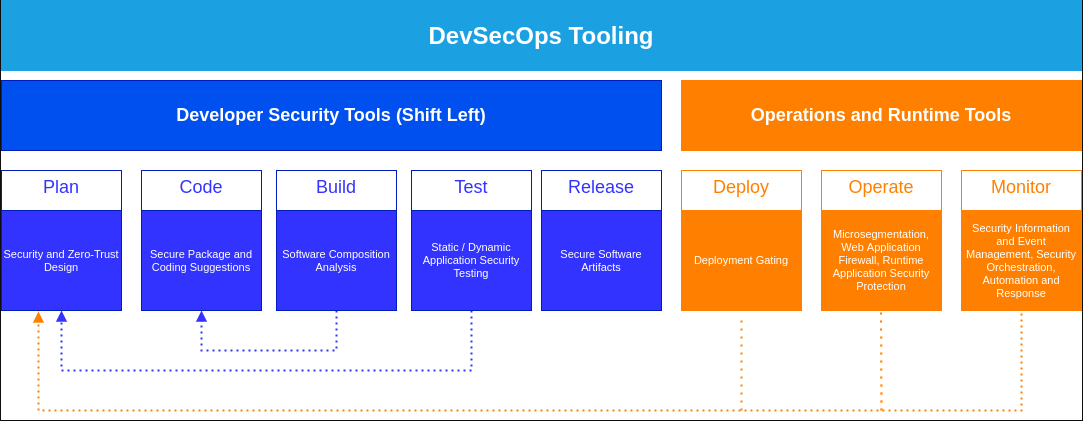 DevSecOps Tooling
Developer Security Tools (Shift Left)
Operations and Runtime Tools
Plan
Security and Zero-Trust
Design
Code
Secure Package and
Coding Suggestions
Build
Software Composition
Analysis
Test
Static / Dynamic
Application Security
Testing
Release
Secure Software
Artifacts
Deploy
Deployment Gating
Operate
Microsegmentation,
Web Application
Firewall, Runtime
Application Security
Protection
Monitor
Security Information
and Event
Management, Security
Orchestration,
Automation and
Response